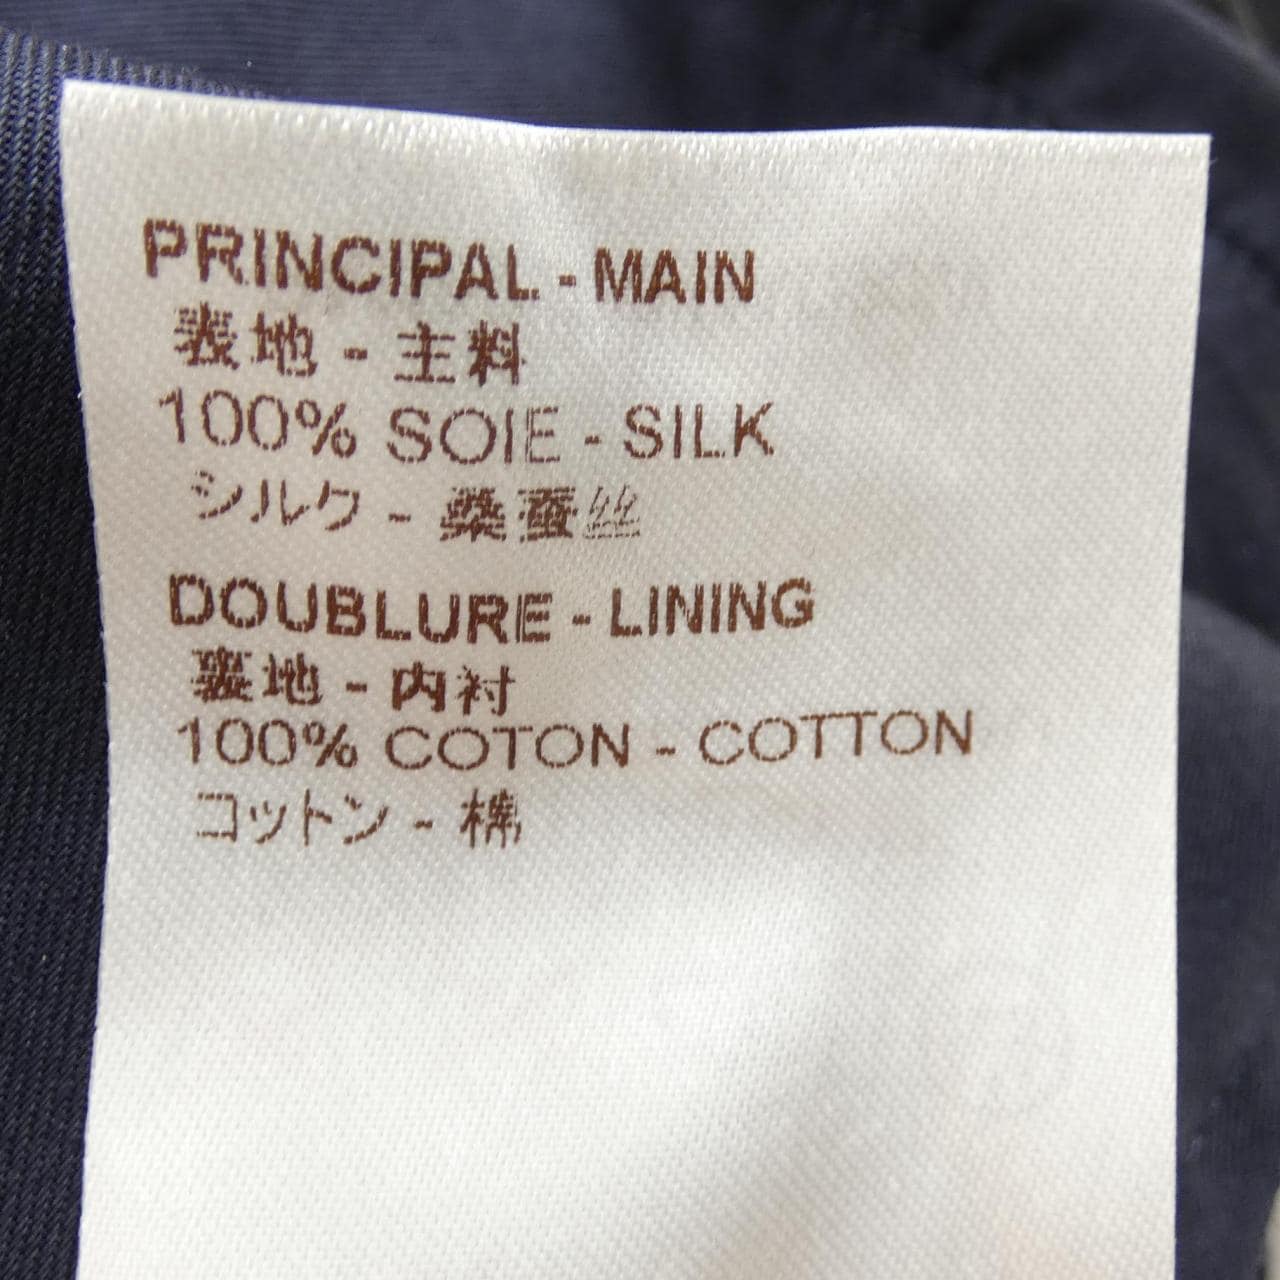 PRINCIPAL - MAIN
表地 - 主料
100% SOIE - SILK
シルク - 桑蚕丝
DOUBLURE - LINING
裏地 - 内衬
100% COTON - COTTON
コットン - 棉